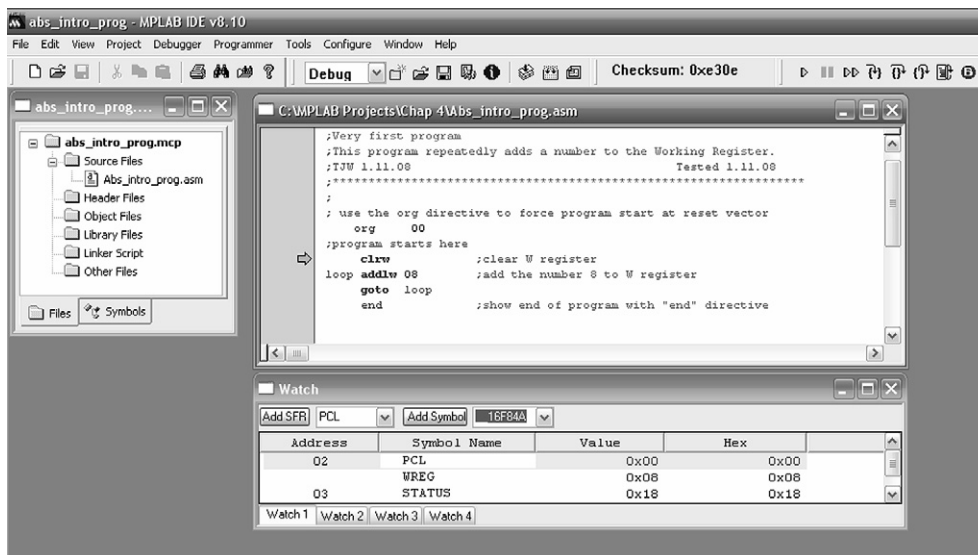 abs_intro_prog - MPLAB IDE v8.10
File Edit View Project Debugger Programmer Tools Configure Window Help
Debug Checksum: 0xe30e
abs_intro_prog....
abs_intro_prog.mcp
Source Files
Abs_intro_prog.asm
Header Files
Object Files
Library Files
Linker Script
Other Files
Files Symbols
C:\MPLAB Projects\Chap 4\Abs_intro_prog.asm
;Very first program
;This program repeatedly adds a number to the Working Register.
;TJW 1.11.08 Tested 1.11.08
;******************************************************************
;
; use the org directive to force program start at reset vector
org 00
;program starts here
clrw ;clear W register
loop addlw 08 ;add the number 8 to W register
goto loop
end ;show end of program with "end" directive
Watch
Add SFR PCL Add Symbol _16F84A
Address Symbol Name Value Hex
02 PCL 0x00 0x00
WREG 0x08 0x08
03 STATUS 0x18 0x18
Watch 1 Watch 2 Watch 3 Watch 4